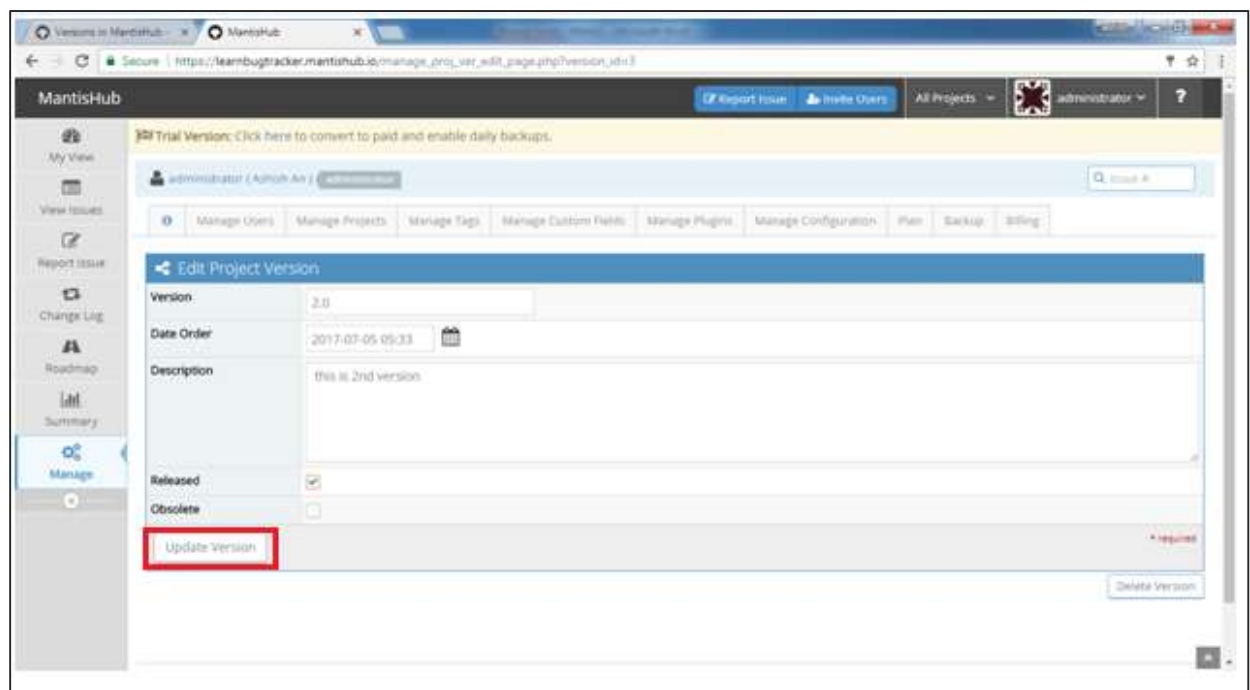 Versions in MantisHub - MantisHub
Secure https://learnbugtracker.mantishub.io/manage_proj_ver_edit_page.php?version_id=3
MantisHub Report Issue Invite Users All Projects administrator ?
Trial Version: Click here to convert to paid and enable daily backups.
My View
administrator ( Ashish An ) administrator Issue #
View Issues
Manage Users Manage Projects Manage Tags Manage Custom Fields Manage Plugins Manage Configuration Plan Backup Billing
Report Issue
Edit Project Version
Version 2.0
Change Log
Date Order 2017-07-05 05:33
Roadmap
Description this is 2nd version
Summary
Manage
Released
Obsolete
Update Version * required
Delete Version